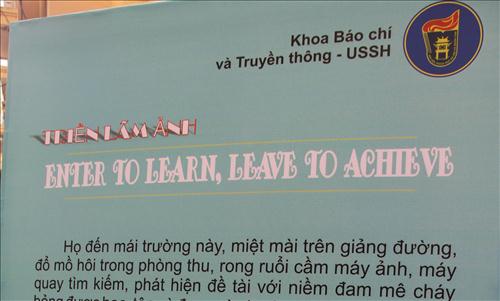 Khoa Báo chí
và Truyền thông - USSH
TRIỂN LÃM ẢNH
ENTER TO LEARN, LEAVE TO ACHIEVE
Họ đến mái trường này, miệt mài trên giảng đường,
đổ mồ hôi trong phòng thu, rong ruổi cầm máy ảnh, máy
quay tìm kiếm, phát hiện đề tài với niềm đam mê cháy